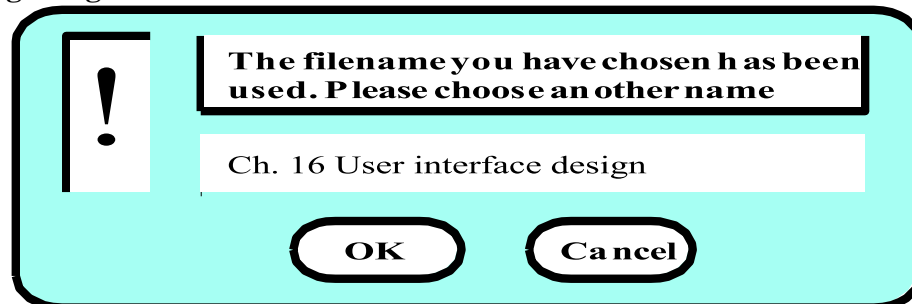 !
The filename you have chosen has been
used. Please choose another name
Ch. 16 User interface design
OK
Cancel